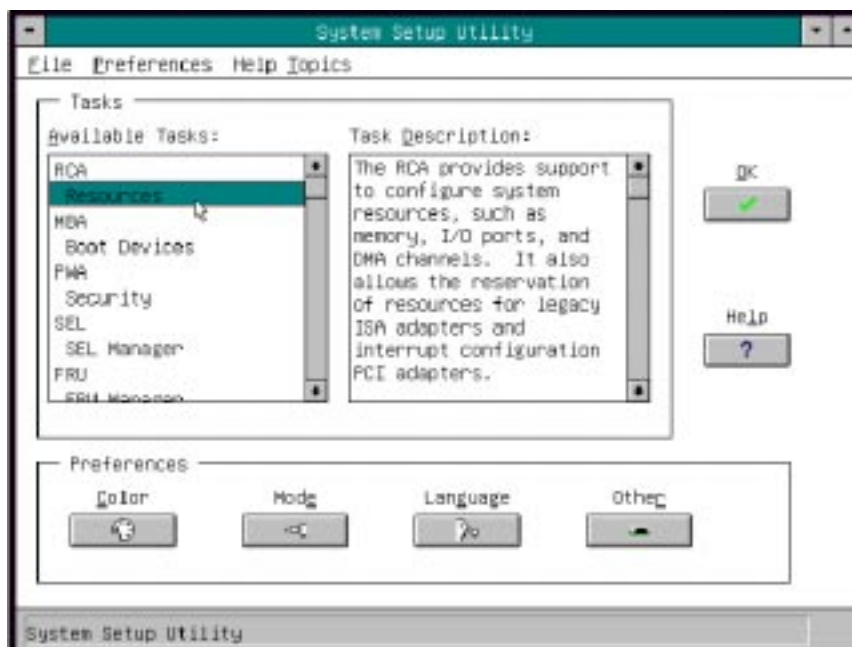 System Setup Utility
File Preferences Help Topics
Tasks
Available Tasks:
RCA
Resources
MBA
Boot Devices
PWA
Security
SEL
SEL Manager
FRU
FRU Manager
Task Description:
The RCA provides support
to configure system
resources, such as
memory, I/O ports, and
DMA channels. It also
allows the reservation
of resources for legacy
ISA adapters and
interrupt configuration
PCI adapters.
OK
Help
?
Preferences
Color Mode Language Other
System Setup Utility